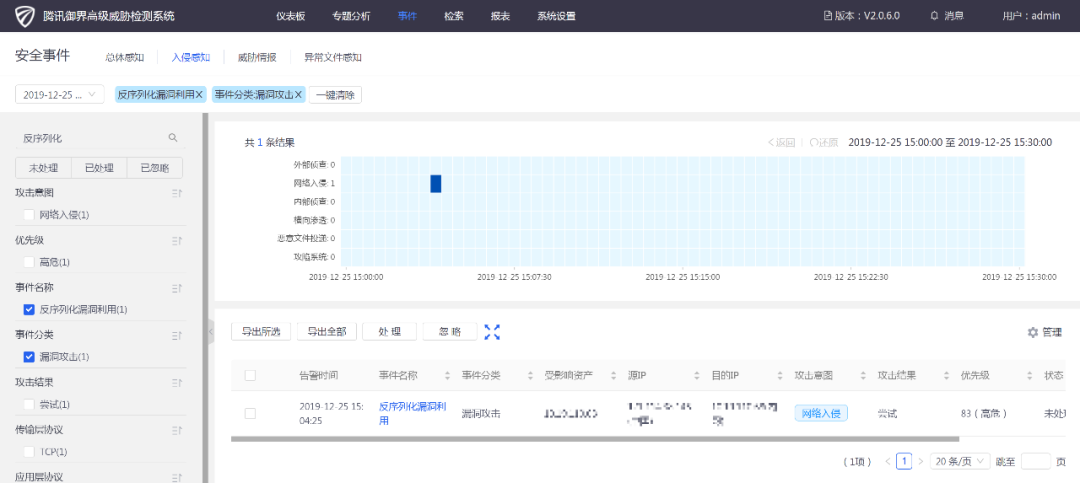 腾讯御界高级威胁检测系统
仪表板
专题分析
事件
检索
报表
系统设置
版本：V2.0.6.0
消息
用户：admin
安全事件
总体感知
入侵感知
威胁情报
异常文件感知
2019-12-25 ...
反序列化漏洞利用X
事件分类:漏洞攻击X
一键清除
反序列化
未处理
已处理
已忽略
攻击意图
网络入侵(1)
优先级
高危(1)
事件名称
反序列化漏洞利用(1)
事件分类
漏洞攻击(1)
攻击结果
尝试(1)
传输层协议
TCP(1)
应用层协议
共 1 条结果
返回
还原
2019-12-25 15:00:00 至 2019-12-25 15:30:00
外部侦查: 0
网络入侵: 1
内部侦查: 0
横向渗透: 0
恶意文件投递: 0
攻陷系统: 0
2019-12-25 15:00:00
2019-12-25 15:07:30
2019-12-25 15:15:00
2019-12-25 15:22:30
2019-12-25 15:30:00
导出所选
导出全部
处 理
忽 略
管理
告警时间
事件名称
事件分类
受影响资产
源IP
目的IP
攻击意图
攻击结果
优先级
状态
2019-12-25 15:
04:25
反序列化漏洞利
用
漏洞攻击
网络入侵
尝试
83（高危）
未处
（1项）
1
20 条/页
跳至
页